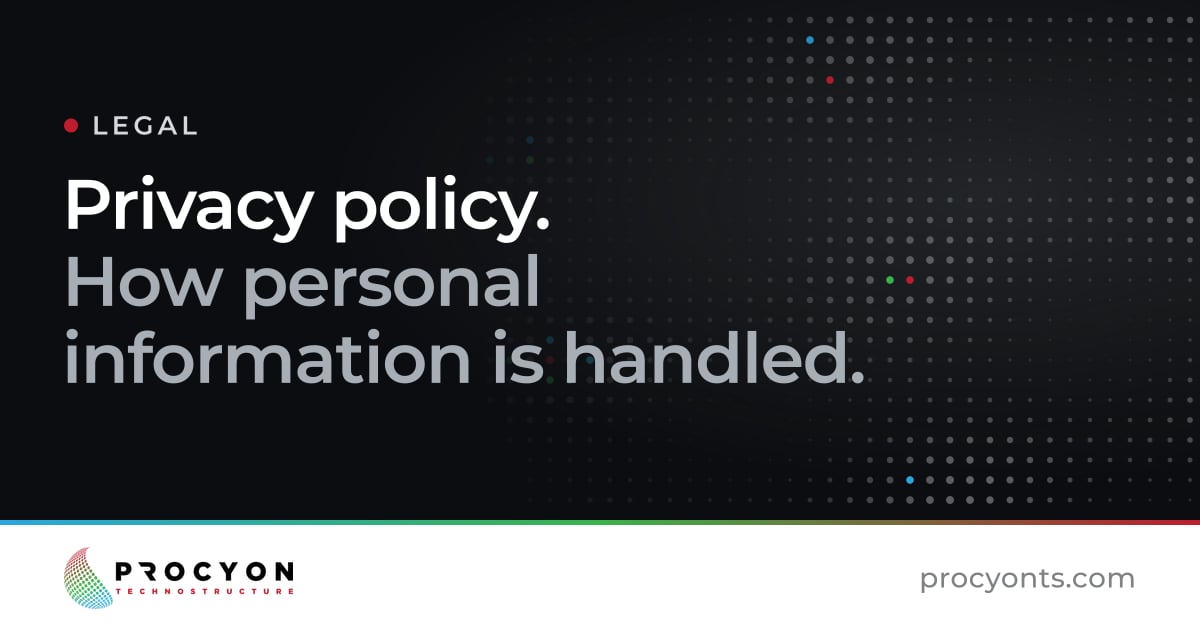 LEGAL
Privacy policy.
How personal
information is handled.
PROCYON
TECHNOSTRUCTURE
procyonts.com